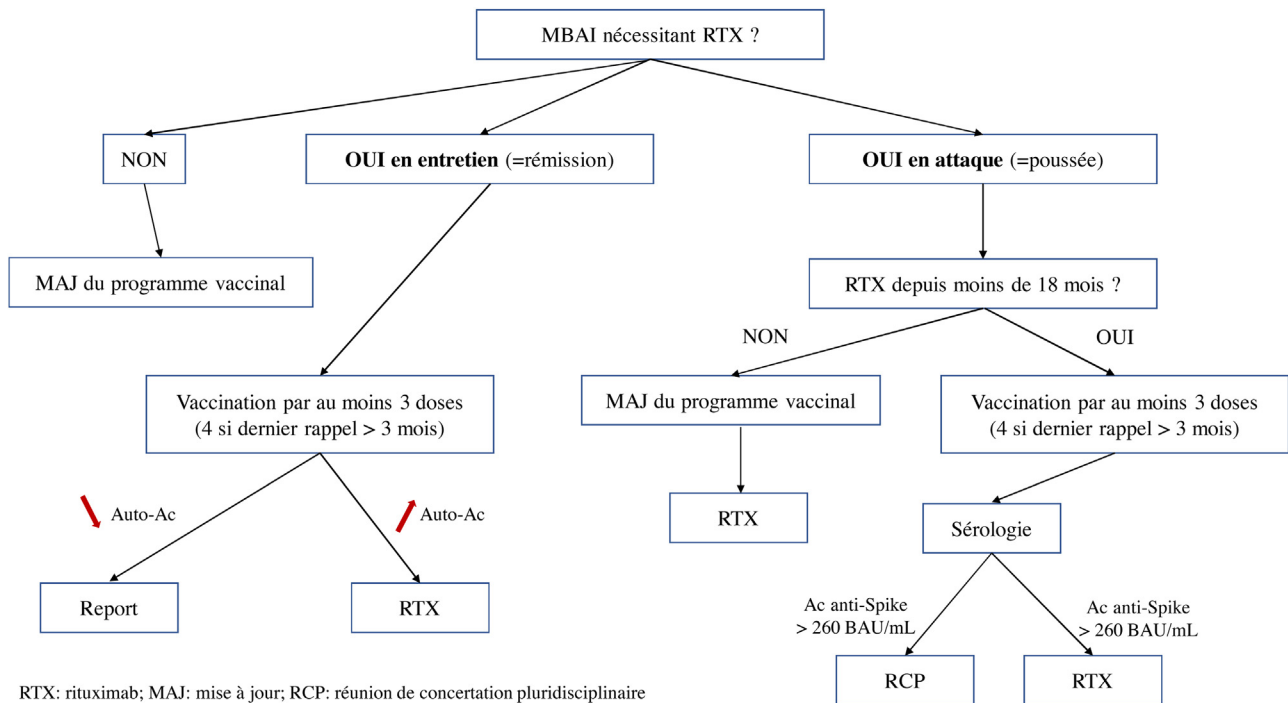 MBAI nécessitant RTX ?
NON
OUI en entretien (=rémission)
OUI en attaque (=poussée)
MAJ du programme vaccinal
RTX depuis moins de 18 mois ?
NON
OUI
Vaccination par au moins 3 doses
(4 si dernier rappel > 3 mois)
MAJ du programme vaccinal
Vaccination par au moins 3 doses
(4 si dernier rappel > 3 mois)
Auto-Ac
Auto-Ac
RTX
Sérologie
Report
RTX
Ac anti-Spike
> 260 BAU/mL
Ac anti-Spike
> 260 BAU/mL
RCP
RTX
RTX: rituximab; MAJ: mise à jour; RCP: réunion de concertation pluridisciplinaire